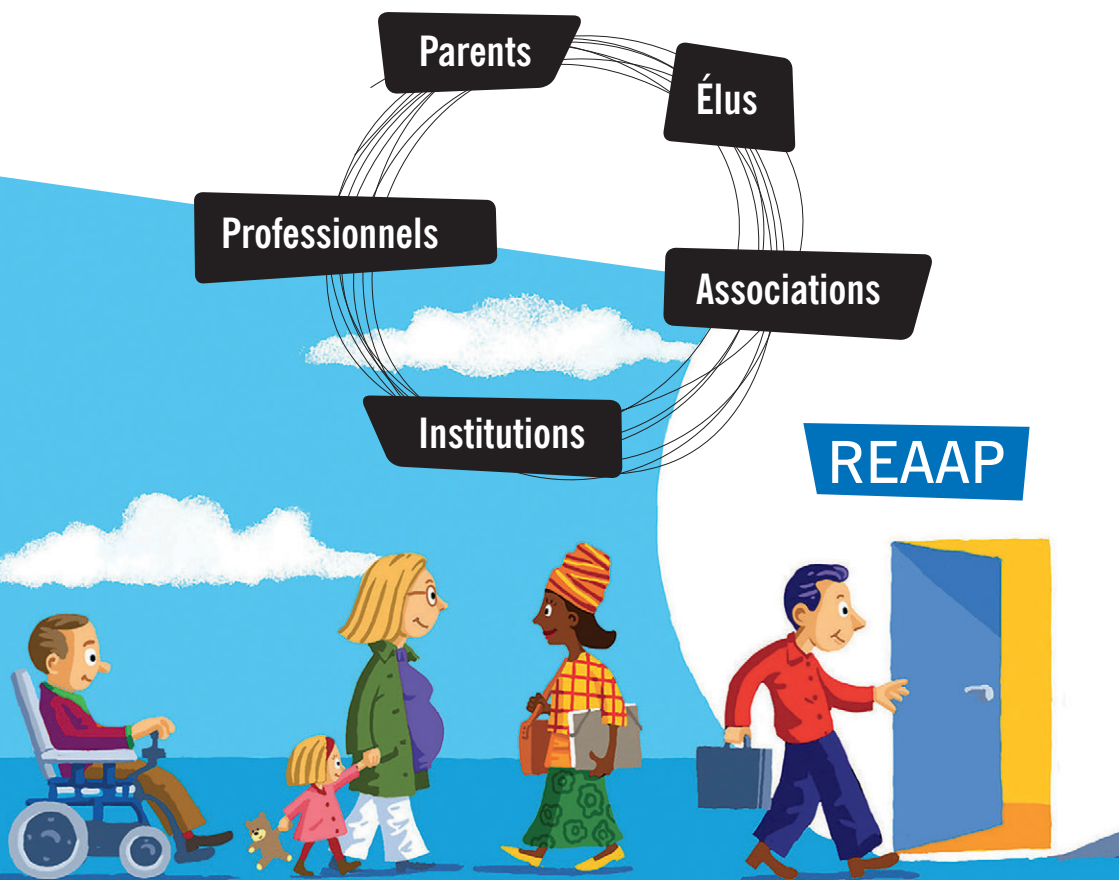 Parents
Élus
Professionnels
Associations
Institutions
REAAP